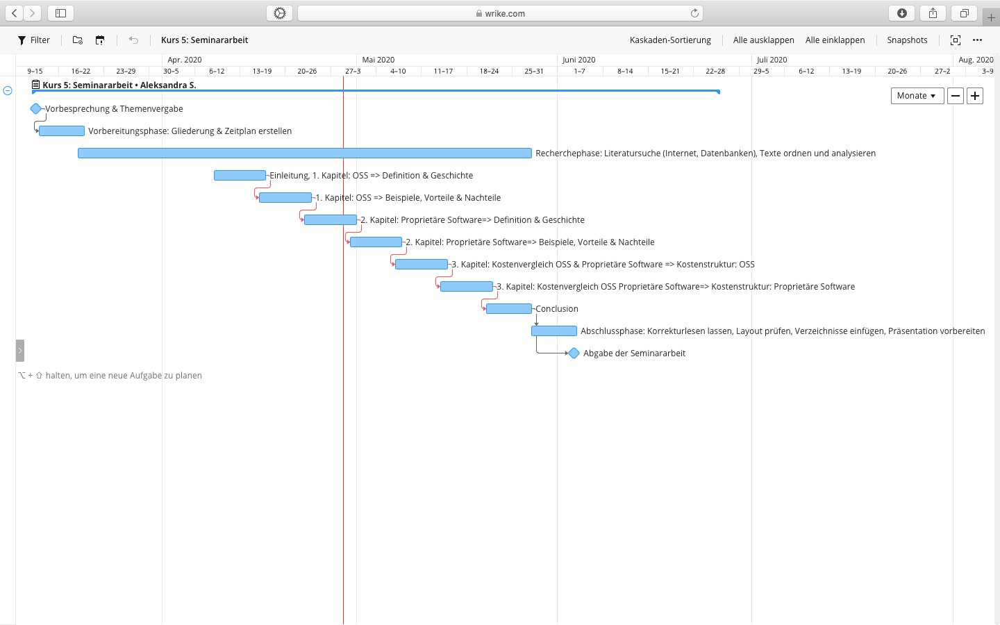 wrike.com
Filter
Kurs 5: Seminararbeit
Kaskaden-Sortierung
Alle ausklappen
Alle einklappen
Snapshots
Apr. 2020 Mai 2020 Juni 2020 Juli 2020 Aug. 2020
9–15 16–22 23–29 30–5 6–12 13–19 20–26 27–3 4–10 11–17 18–24 25–31 1–7 8–14 15–21 22–28 29–5 6–12 13–19 20–26 27–2 3–9
Kurs 5: Seminararbeit • Aleksandra S.
Monate
Vorbesprechung & Themenvergabe
Vorbereitungsphase: Gliederung & Zeitplan erstellen
Recherchephase: Literatursuche (Internet, Datenbanken), Texte ordnen und analysieren
Einleitung, 1. Kapitel: OSS => Definition & Geschichte
1. Kapitel: OSS => Beispiele, Vorteile & Nachteile
2. Kapitel: Proprietäre Software=> Definition & Geschichte
2. Kapitel: Proprietäre Software=> Beispiele, Vorteile & Nachteile
3. Kapitel: Kostenvergleich OSS & Proprietäre Software => Kostenstruktur: OSS
3. Kapitel: Kostenvergleich OSS Proprietäre Software=> Kostenstruktur: Proprietäre Software
Conclusion
Abschlussphase: Korrekturlesen lassen, Layout prüfen, Verzeichnisse einfügen, Präsentation vorbereiten
Abgabe der Seminararbeit
⌥ + ⇧ halten, um eine neue Aufgabe zu planen